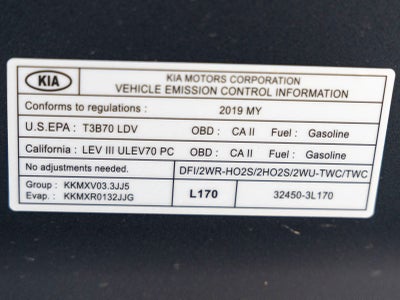 KIA
KIA MOTORS CORPORATION
VEHICLE EMISSION CONTROL INFORMATION
Conforms to regulations : 2019 MY
U.S.EPA : T3B70 LDV OBD : CA II Fuel : Gasoline
California : LEV III ULEV70 PC OBD : CA II Fuel : Gasoline
No adjustments needed. DFI/2WR-HO2S/2HO2S/2WU-TWC/TWC
Group : KKMXV03.3JJ5 L170 32450-3L170
Evap. : KKMXR0132JJG